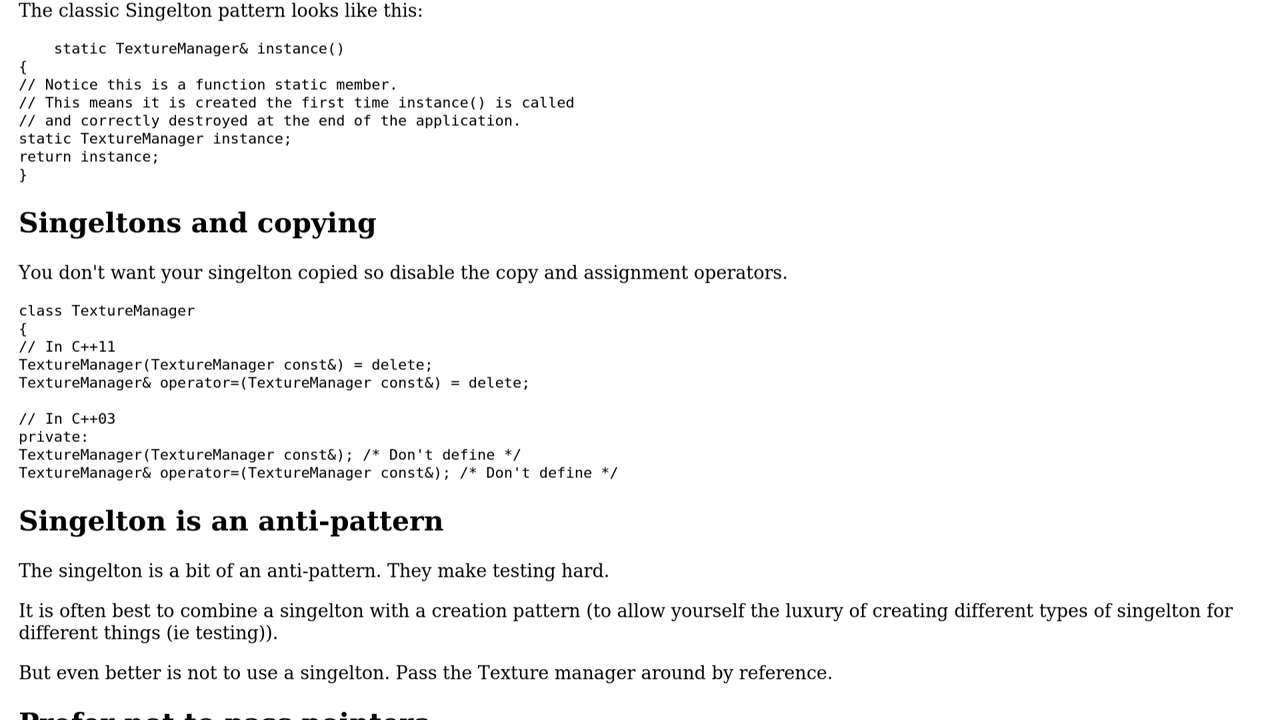 The classic Singelton pattern looks like this:
    static TextureManager& instance()
{
// Notice this is a function static member.
// This means it is created the first time instance() is called
// and correctly destroyed at the end of the application.
static TextureManager instance;
return instance;
}
Singeltons and copying
You don't want your singelton copied so disable the copy and assignment operators.
class TextureManager
{
// In C++11
TextureManager(TextureManager const&) = delete;
TextureManager& operator=(TextureManager const&) = delete;
// In C++03
private:
TextureManager(TextureManager const&); /* Don't define */
TextureManager& operator=(TextureManager const&); /* Don't define */
Singelton is an anti-pattern
The singelton is a bit of an anti-pattern. They make testing hard.
It is often best to combine a singelton with a creation pattern (to allow yourself the luxury of creating different types of singelton for
different things (ie testing)).
But even better is not to use a singelton. Pass the Texture manager around by reference.
Prefer not to pass pointers